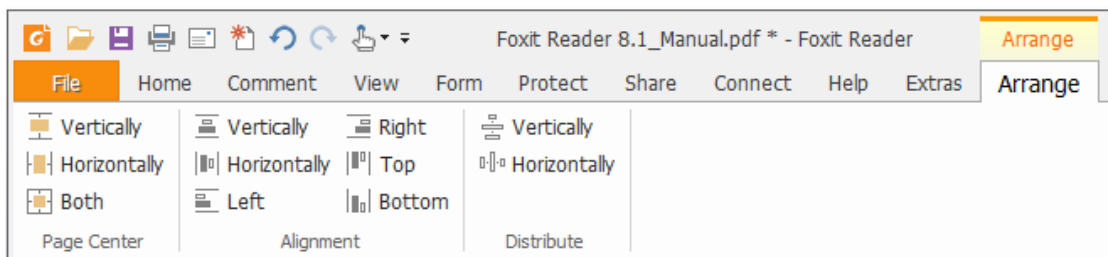 Foxit Reader 8.1_Manual.pdf * - Foxit Reader Arrange
File Home Comment View Form Protect Share Connect Help Extras Arrange
Vertically Vertically Right Vertically
Horizontally Horizontally Top Horizontally
Both Left Bottom
Page Center Alignment Distribute